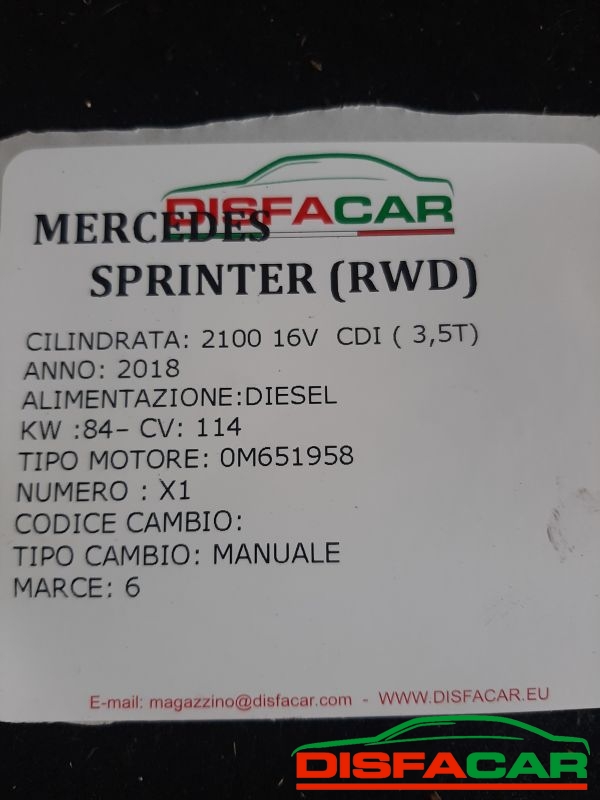 DISFACAR
MERCEDES
SPRINTER (RWD)
CILINDRATA: 2100 16V CDI ( 3,5T)
ANNO: 2018
ALIMENTAZIONE:DIESEL
KW :84– CV: 114
TIPO MOTORE: 0M651958
NUMERO : X1
CODICE CAMBIO:
TIPO CAMBIO: MANUALE
MARCE: 6
E-mail: magazzino@disfacar.com - WWW.DISFACAR.EU
DISFACAR